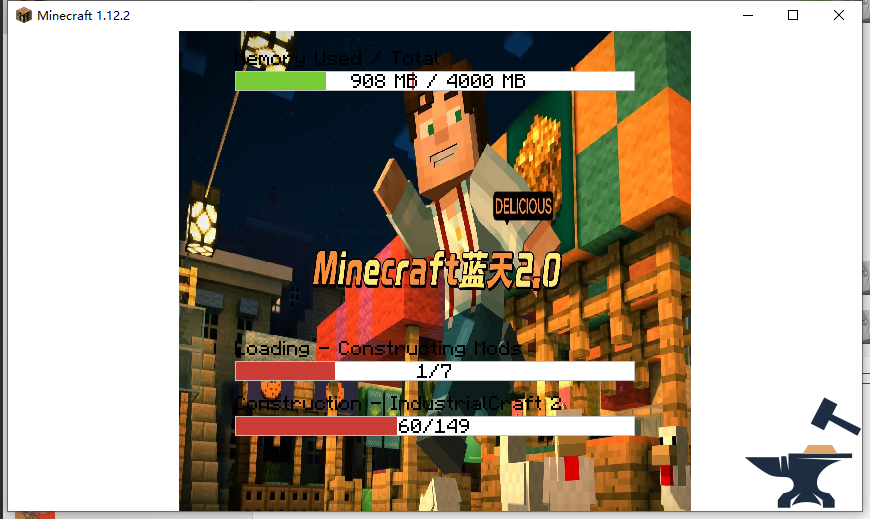 Minecraft 1.12.2
Memory Used / Total
908 MB / 4000 MB
DELICIOUS
Minecraft蓝天2.0
Loading - Constructing Mods
1/7
Construction - IndustrialCraft 2
60/149